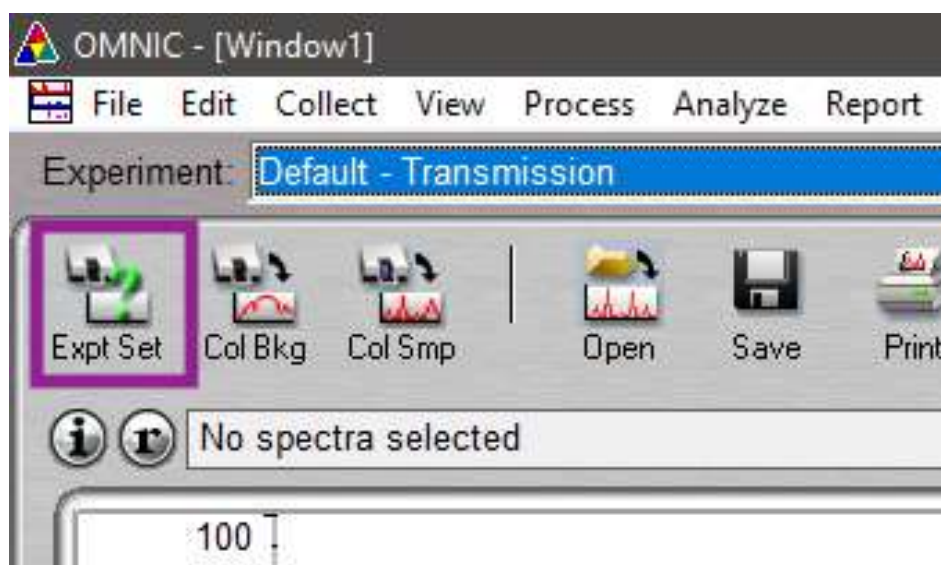 OMNIC - [Window1]
File Edit Collect View Process Analyze Report
Experiment: Default - Transmission
Expt Set Col Bkg Col Smp Open Save Print
i r No spectra selected
100